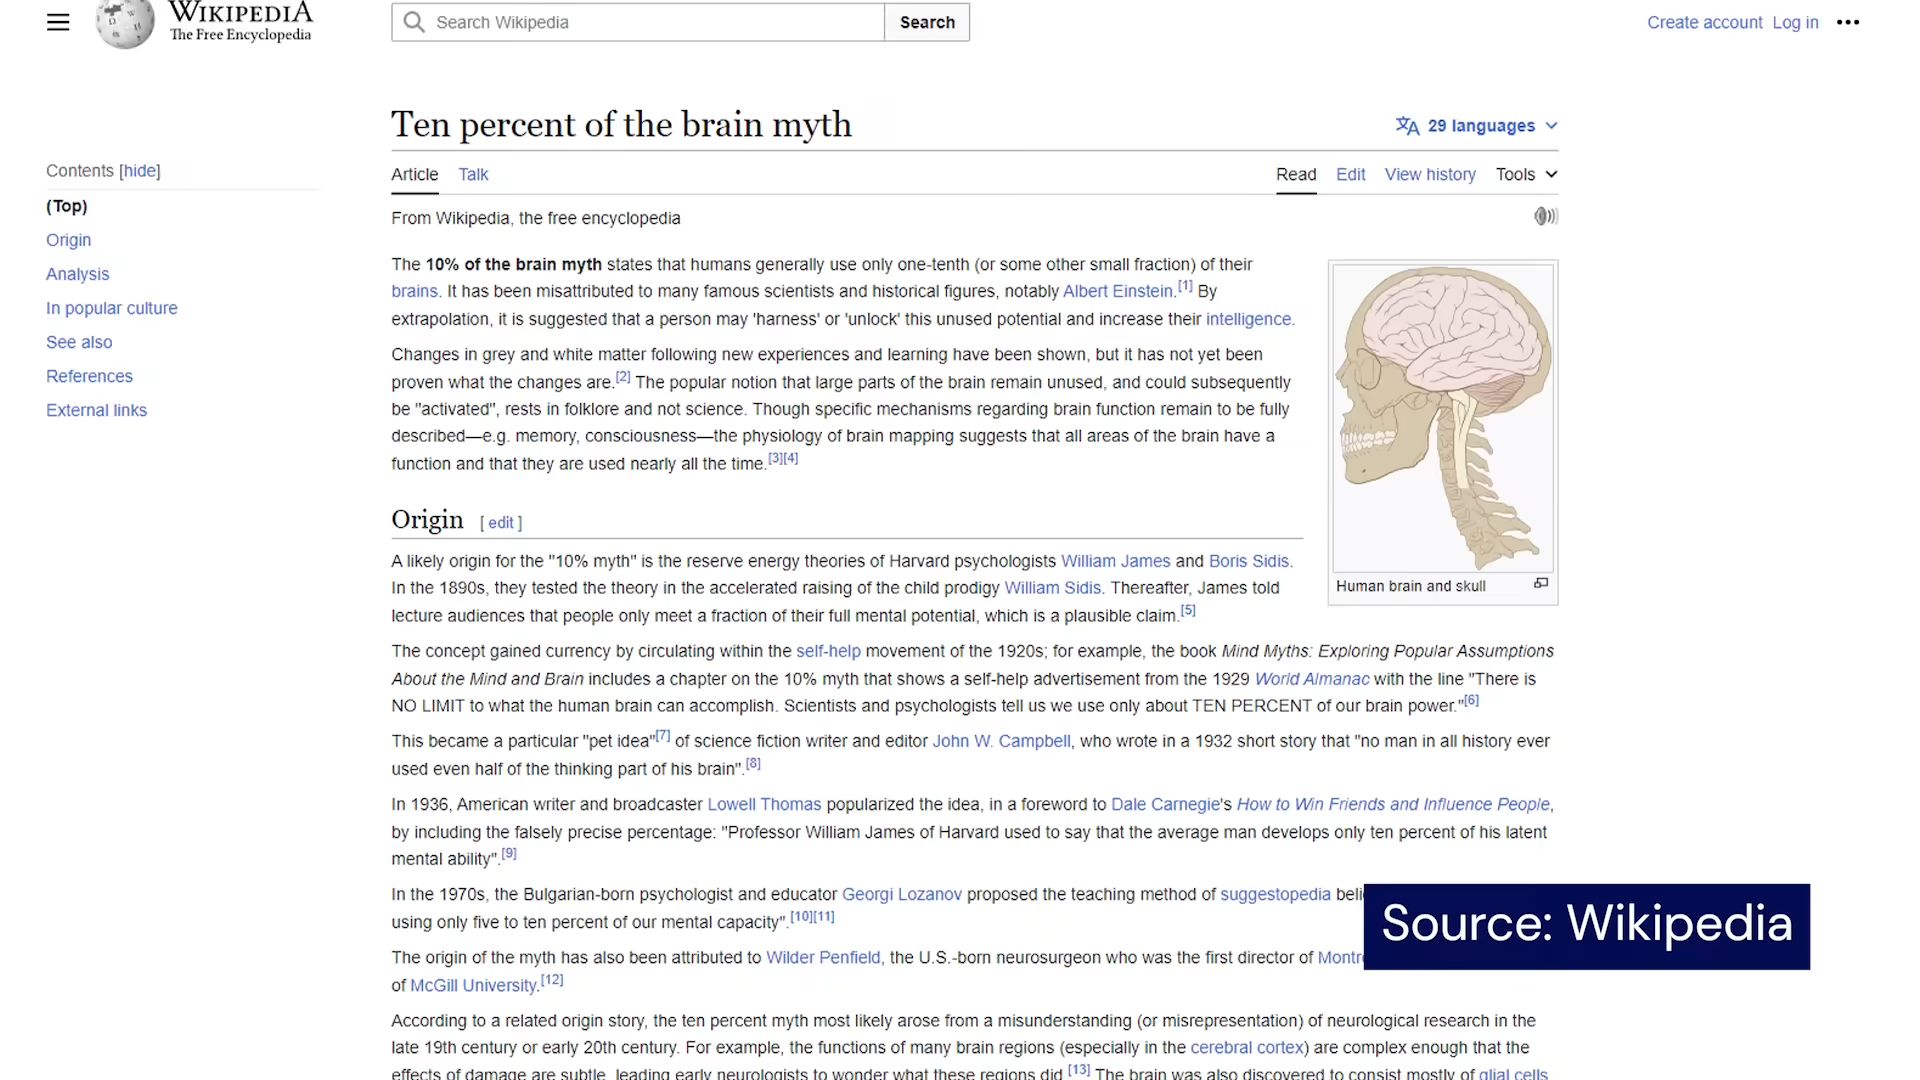 WIKIPEDIA
The Free Encyclopedia
Search Wikipedia
Search
Create account Log in
Contents [hide]
(Top)
Origin
Analysis
In popular culture
See also
References
External links
Ten percent of the brain myth
29 languages
Article Talk
Read Edit View history Tools
From Wikipedia, the free encyclopedia
The 10% of the brain myth states that humans generally use only one-tenth (or some other small fraction) of their
brains. It has been misattributed to many famous scientists and historical figures, notably Albert Einstein.[1] By
extrapolation, it is suggested that a person may 'harness' or 'unlock' this unused potential and increase their intelligence.
Changes in grey and white matter following new experiences and learning have been shown, but it has not yet been
proven what the changes are.[2] The popular notion that large parts of the brain remain unused, and could subsequently
be "activated", rests in folklore and not science. Though specific mechanisms regarding brain function remain to be fully
described—e.g. memory, consciousness—the physiology of brain mapping suggests that all areas of the brain have a
function and that they are used nearly all the time.[3][4]
Human brain and skull
Origin [ edit ]
A likely origin for the "10% myth" is the reserve energy theories of Harvard psychologists William James and Boris Sidis.
In the 1890s, they tested the theory in the accelerated raising of the child prodigy William Sidis. Thereafter, James told
lecture audiences that people only meet a fraction of their full mental potential, which is a plausible claim.[5]
The concept gained currency by circulating within the self-help movement of the 1920s; for example, the book Mind Myths: Exploring Popular Assumptions
About the Mind and Brain includes a chapter on the 10% myth that shows a self-help advertisement from the 1929 World Almanac with the line "There is
NO LIMIT to what the human brain can accomplish. Scientists and psychologists tell us we use only about TEN PERCENT of our brain power."[6]
This became a particular "pet idea"[7] of science fiction writer and editor John W. Campbell, who wrote in a 1932 short story that "no man in all history ever
used even half of the thinking part of his brain".[8]
In 1936, American writer and broadcaster Lowell Thomas popularized the idea, in a foreword to Dale Carnegie's How to Win Friends and Influence People,
by including the falsely precise percentage: "Professor William James of Harvard used to say that the average man develops only ten percent of his latent
mental ability".[9]
In the 1970s, the Bulgarian-born psychologist and educator Georgi Lozanov proposed the teaching method of suggestopedia
using only five to ten percent of our mental capacity".[10][11]
The origin of the myth has also been attributed to Wilder Penfield, the U.S.-born neurosurgeon who was the first director of
of McGill University.[12]
According to a related origin story, the ten percent myth most likely arose from a misunderstanding (or misrepresentation) of neurological research in the
late 19th century or early 20th century. For example, the functions of many brain regions (especially in the cerebral cortex) are complex enough that the
effects of damage are subtle, leading early neurologists to wonder what these regions did.[13] The brain was also discovered to consist mostly of glial cells
Source: Wikipedia